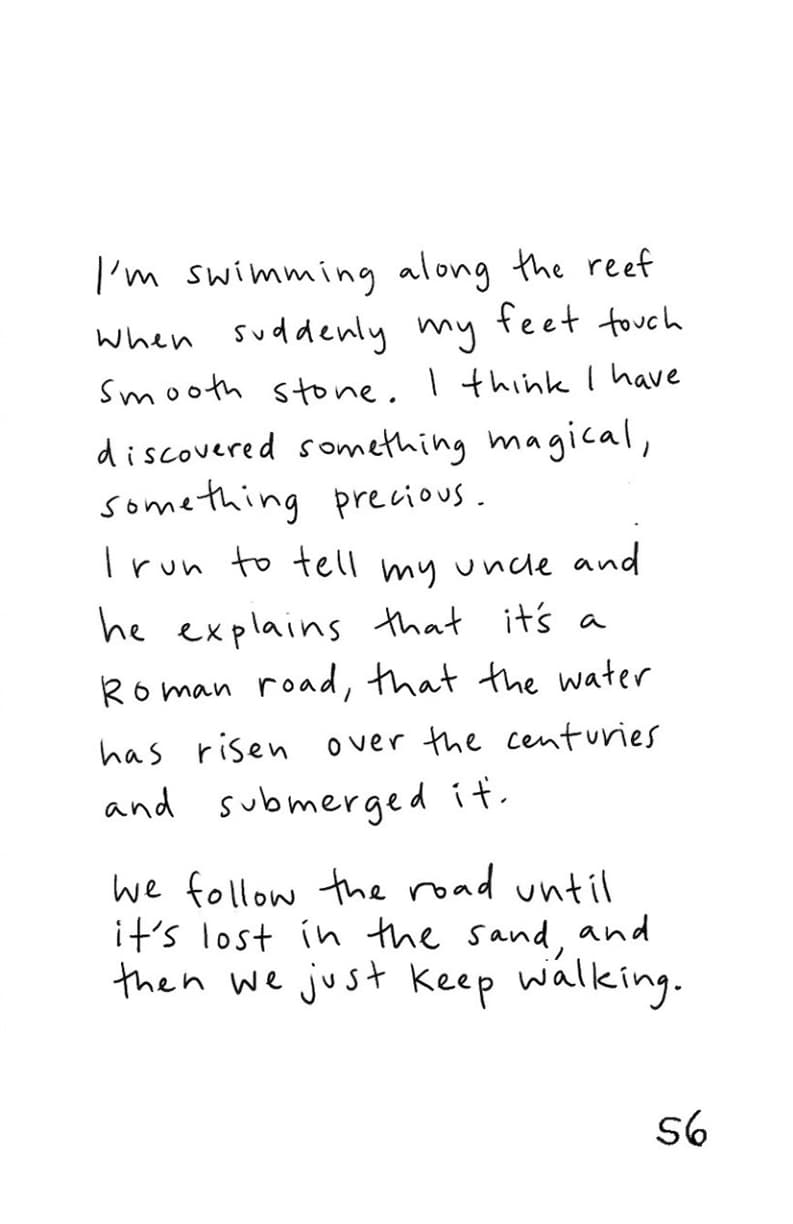 I'm swimming along the reef
when suddenly my feet touch
smooth stone. I think I have
discovered something magical,
something precious.
I run to tell my uncle and
he explains that it's a
Roman road, that the water
has risen over the centuries
and submerged it.
We follow the road until
it's lost in the sand, and
then we just keep walking.
56